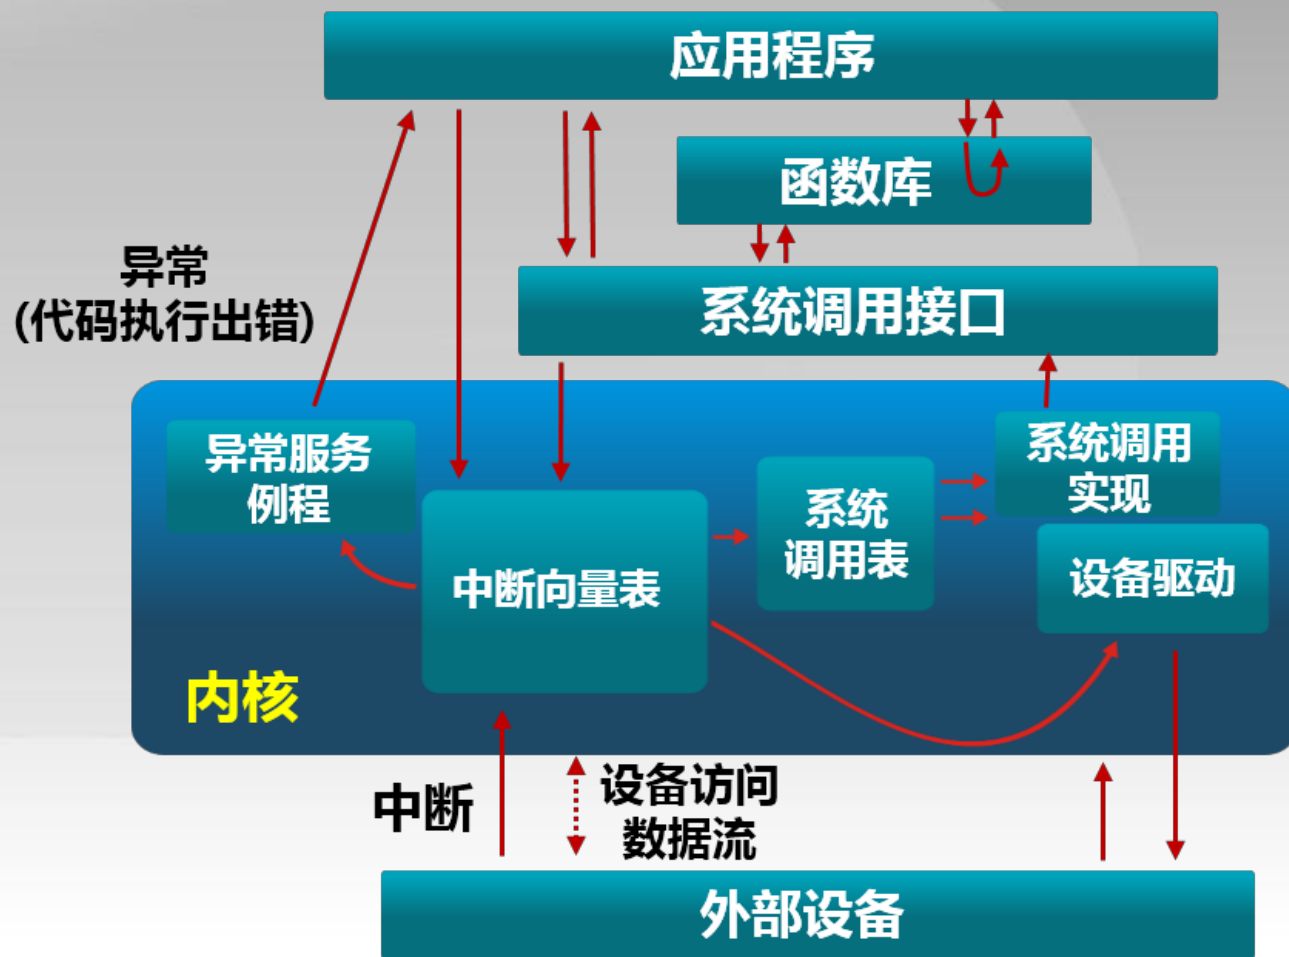 应用程序
函数库
异常
(代码执行出错)
系统调用接口
异常服务
例程
系统调用
实现
系统
调用表
中断向量表
设备驱动
内核
中断
设备访问
数据流
外部设备